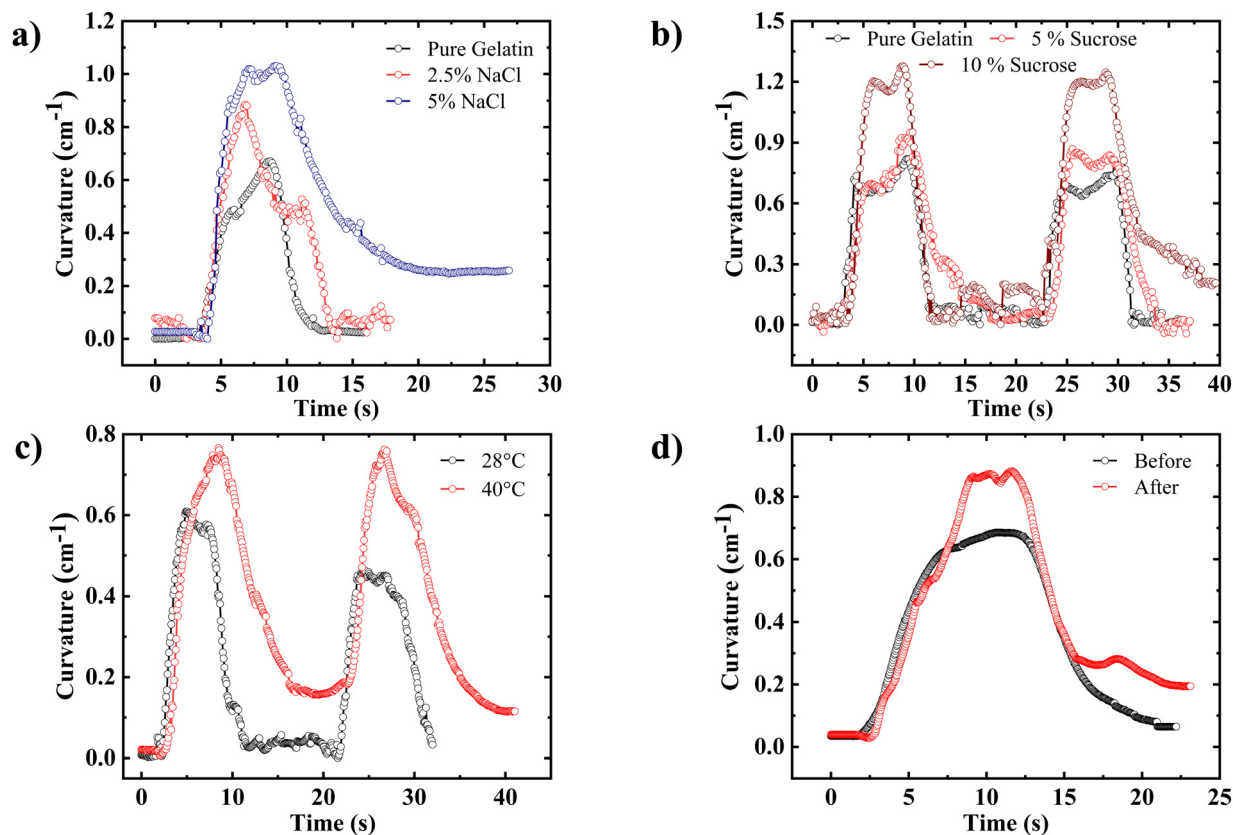 a)
Pure Gelatin
2.5% NaCl
5% NaCl
Curvature (cm-1)
1.2
1.0
0.8
0.6
0.4
0.2
0.0
0 5 10 15 20 25 30
Time (s)
b)
Pure Gelatin 5 % Sucrose
10 % Sucrose
Curvature (cm-1)
1.5
1.2
0.9
0.6
0.3
0.0
0 5 10 15 20 25 30 35 40
Time (s)
c)
28°C
40°C
Curvature (cm-1)
0.8
0.6
0.4
0.2
0.0
0 10 20 30 40
Time (s)
d)
Before
After
Curvature (cm-1)
1.0
0.8
0.6
0.4
0.2
0.0
0 5 10 15 20 25
Time (s)